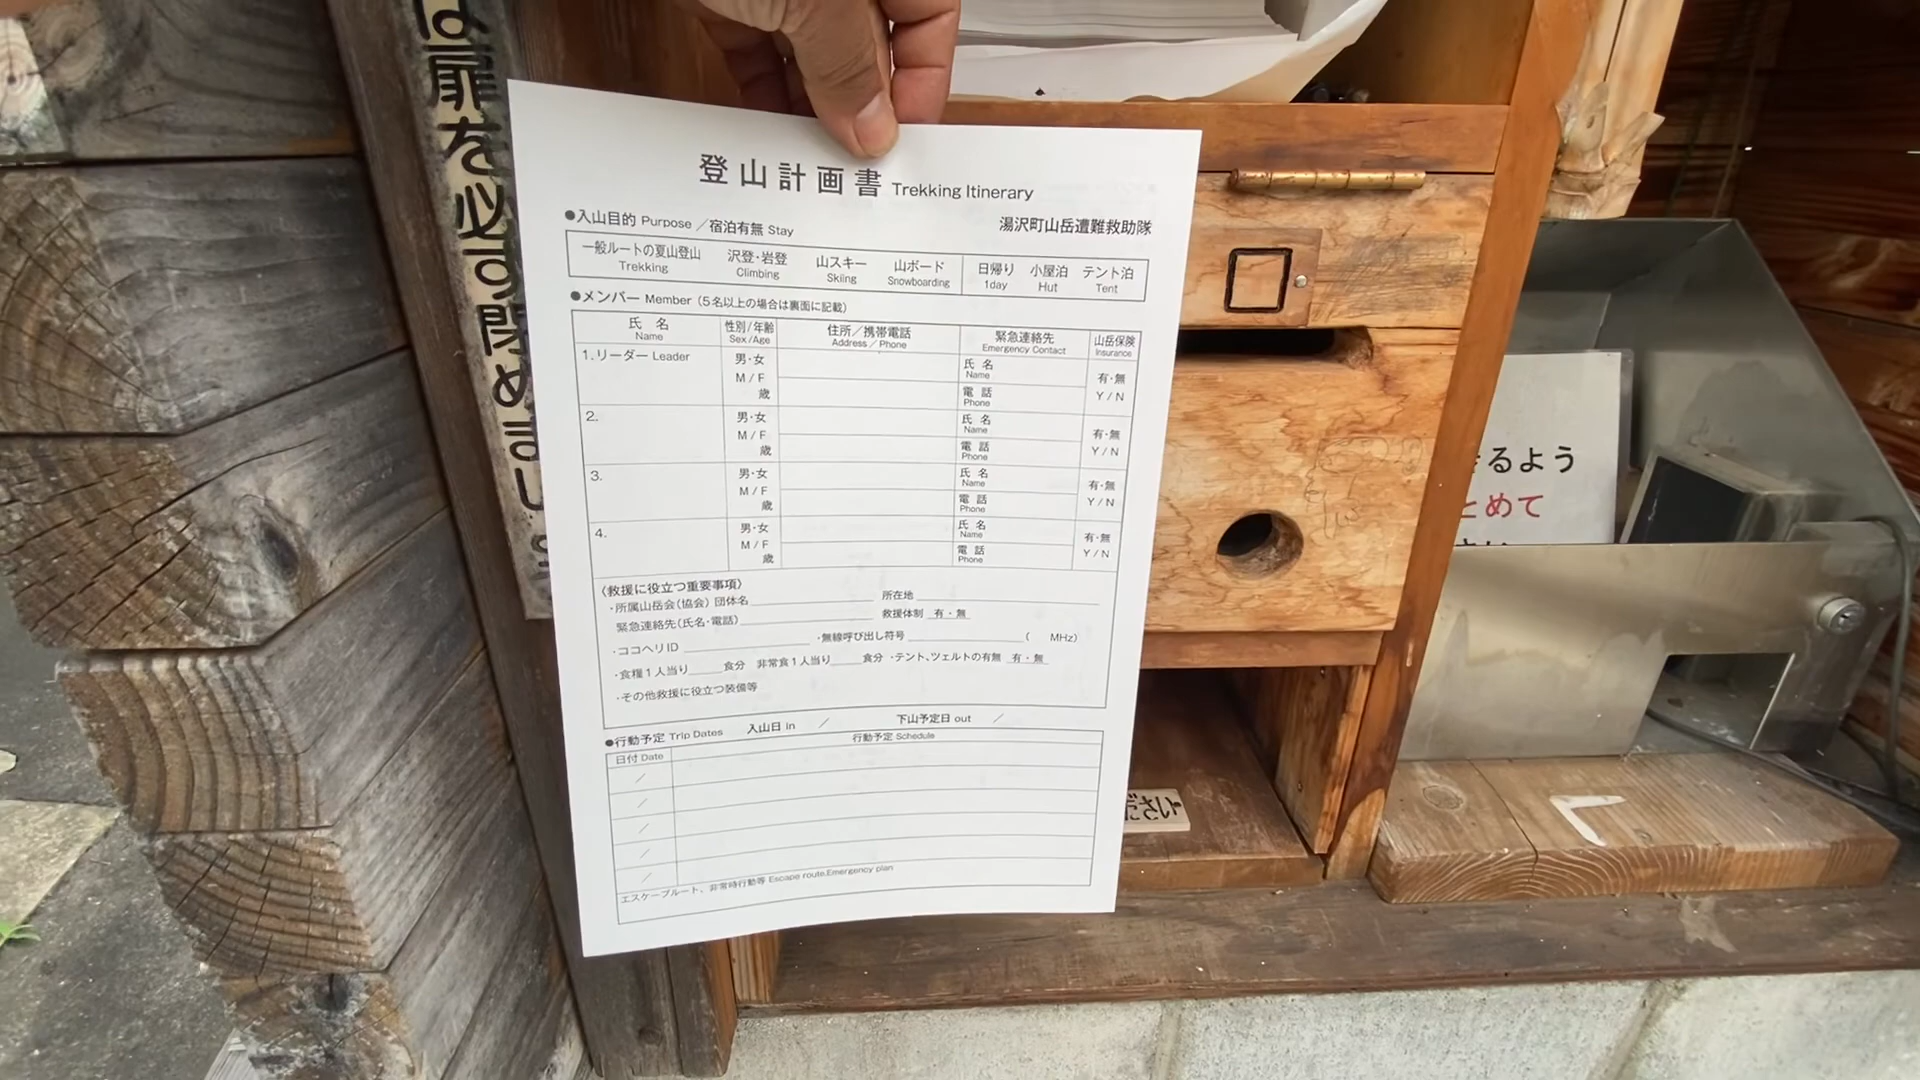 は扉を必ず閉めまし
登山計画書 Trekking Itinerary
湯沢町山岳遭難救助隊
●入山目的 Purpose ／宿泊有無 Stay
一般ルートの夏山登山 沢登・岩登 山スキー 山ボード 日帰り 小屋泊 テント泊
Trekking Climbing Skiing Snowboarding 1day Hut Tent
●メンバー Member（5名以上の場合は裏面に記載）
氏 名 性別/年齢 住所／携帯電話 緊急連絡先 山岳保険
Name Sex/Age Address／Phone Emergency Contact Insurance
1.リーダー Leader 男・女 氏 名
M / F Name 有・無
歳 電 話 Y / N
Phone
2. 男・女 氏 名
M / F Name 有・無
歳 電 話 Y / N
Phone
3. 男・女 氏 名
M / F Name 有・無
歳 電 話 Y / N
Phone
4. 男・女 氏 名
M / F Name 有・無
歳 電 話 Y / N
Phone
（救援に役立つ重要事項）
・所属山岳会（協会）団体名 所在地
緊急連絡先（氏名・電話） 救援体制 有・無
・ココヘリID ・無線呼び出し符号 （ MHz）
・食糧1人当り 食分 非常食1人当り 食分 ・テント、ツェルトの有無 有・無
・その他救援に役立つ装備等
●行動予定 Trip Dates 入山日 in ／ 下山予定日 out ／
日付 Date 行動予定 Schedule
／
／
／
／
／
エスケープルート、非常時行動等 Escape route.Emergency plan
きるよう
とめて
ださい